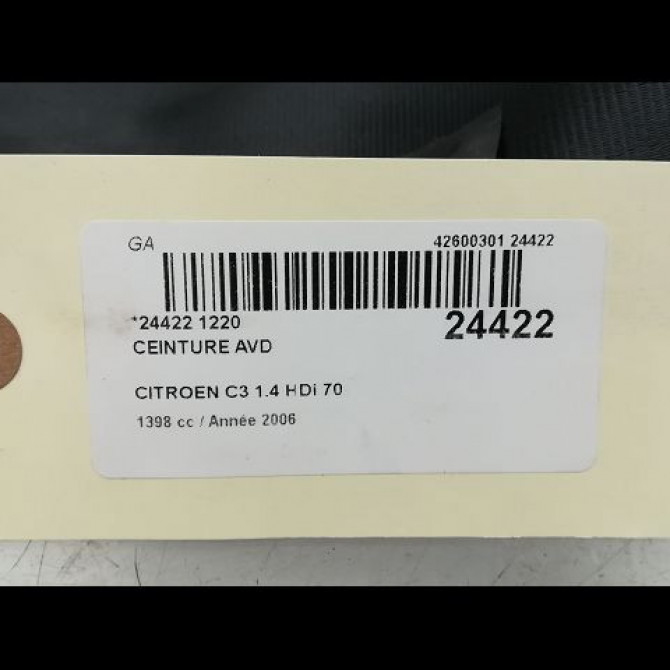 GA 42600301 24422
*24422 1220 24422
CEINTURE AVD
CITROEN C3 1.4 HDi 70
1398 cc / Année 2006